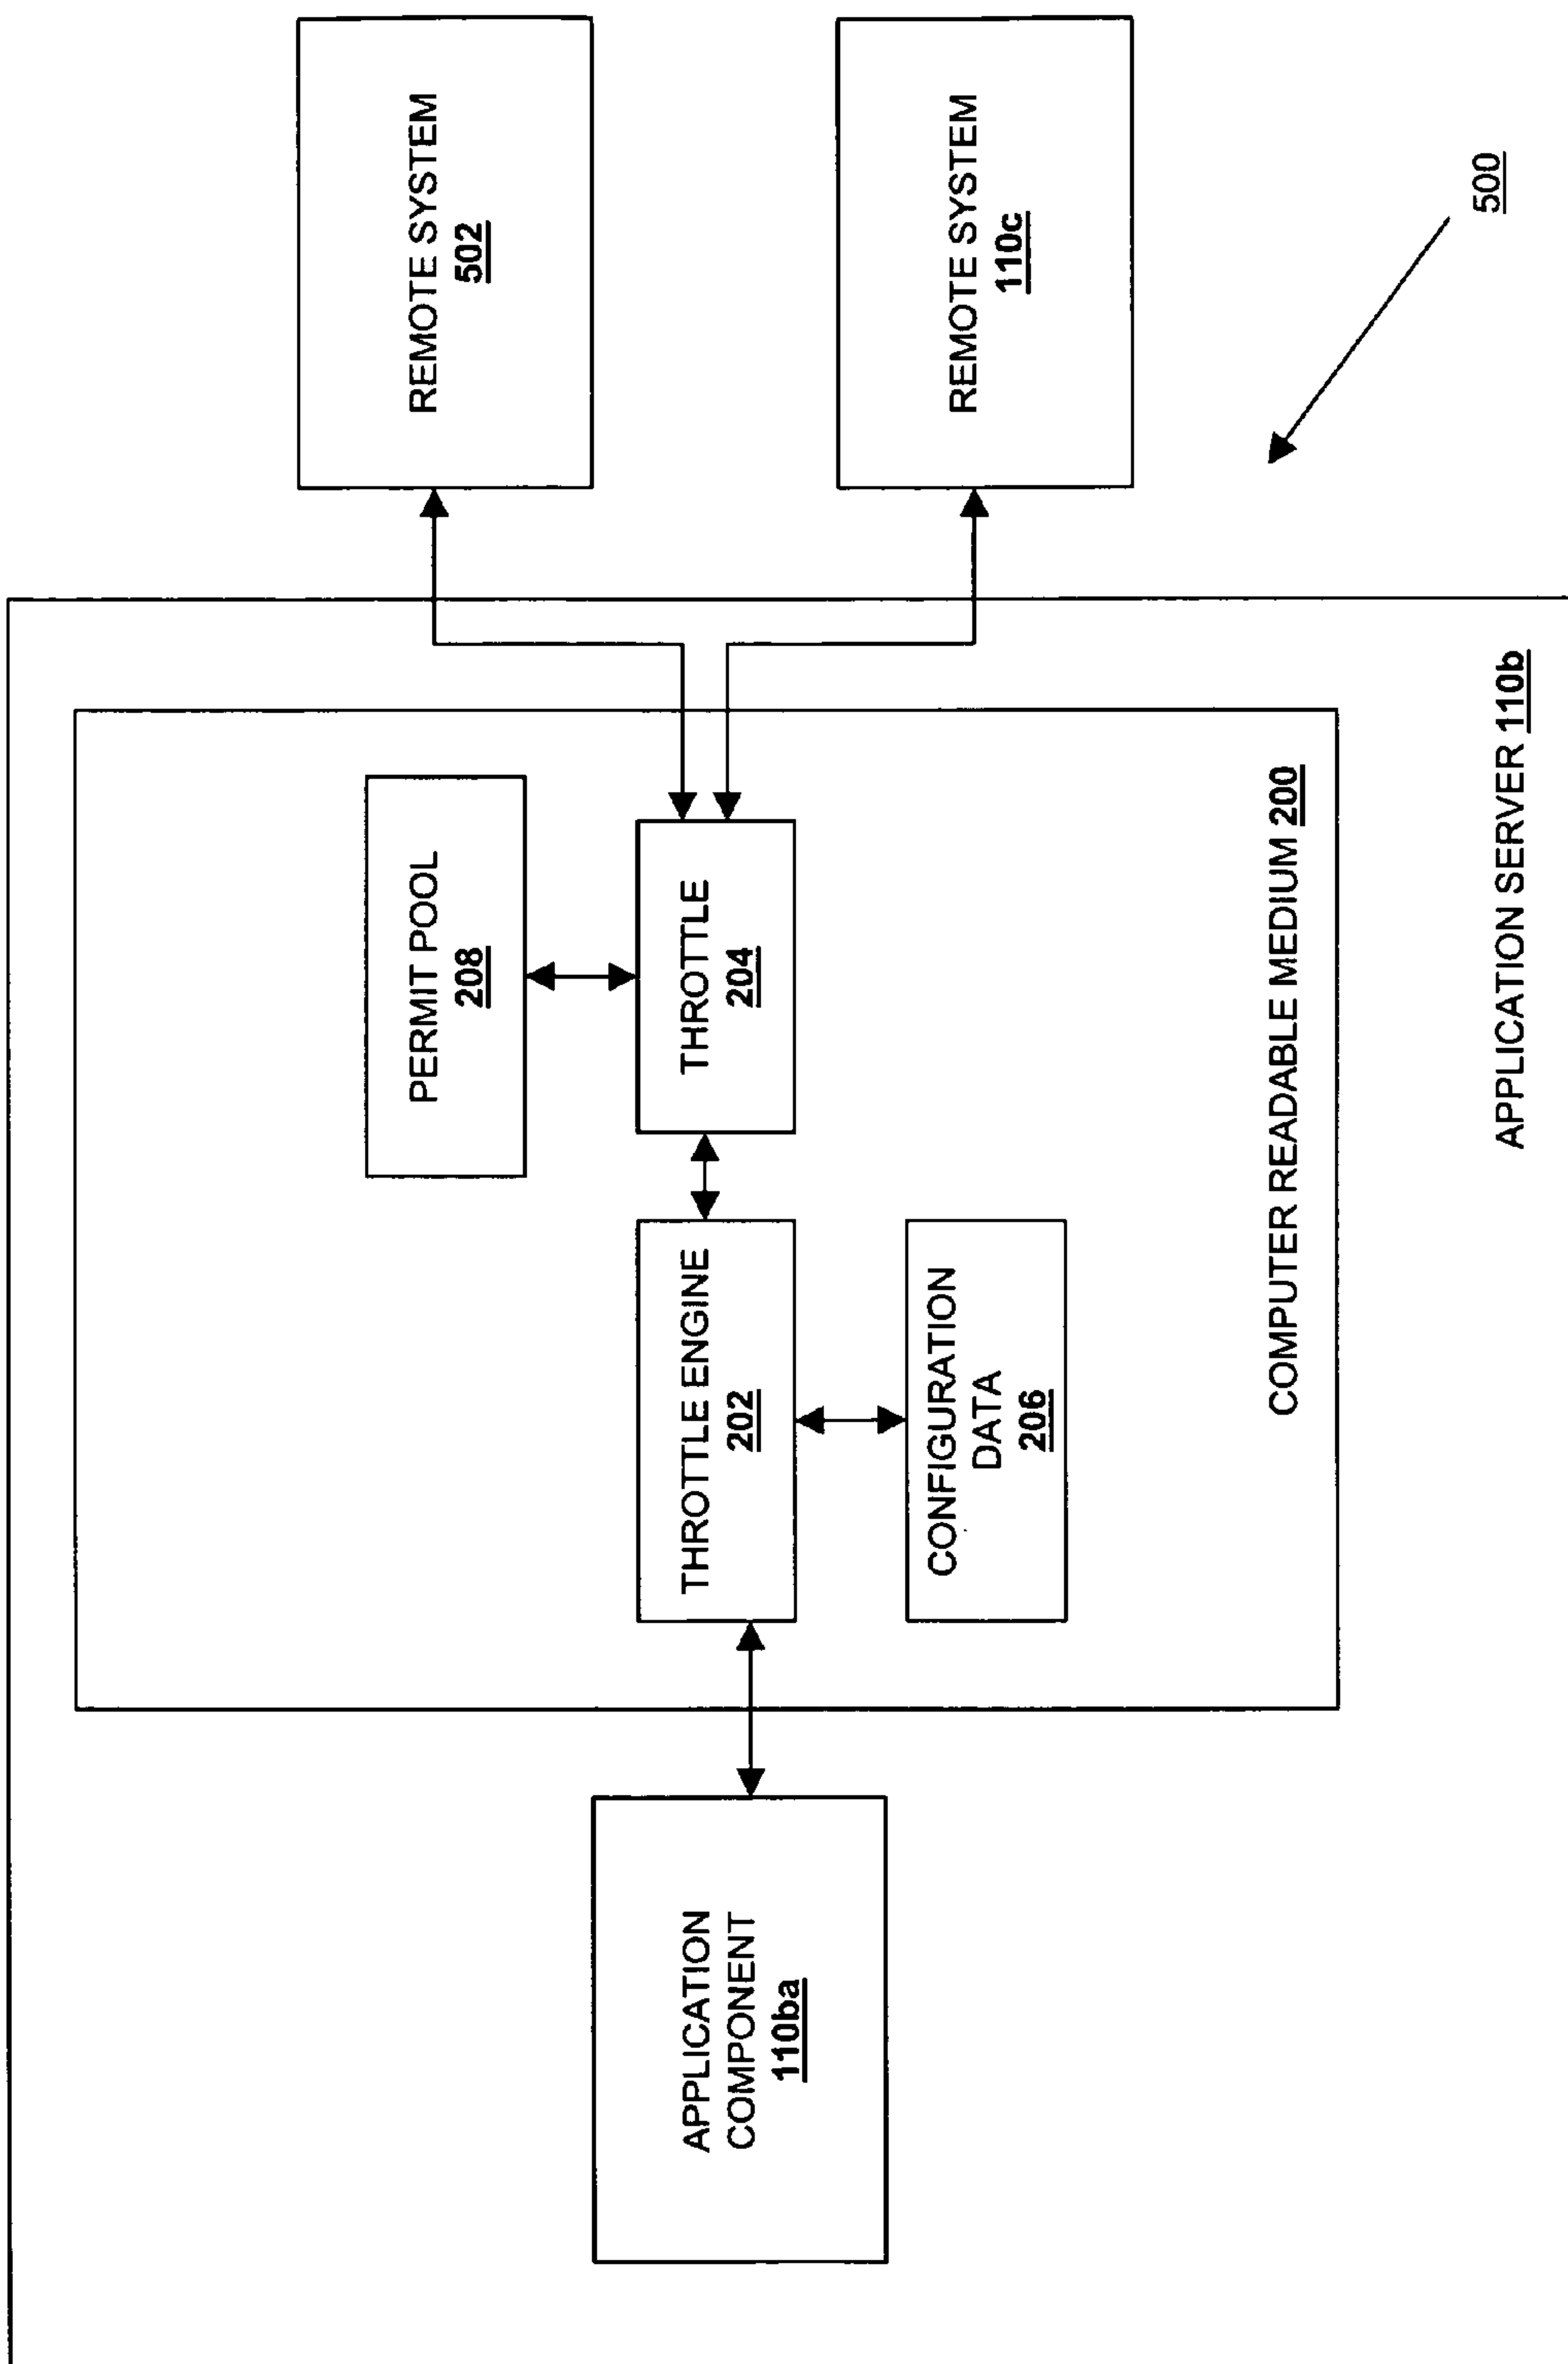 APPLICATION
COMPONENT
110ba
THROTTLE ENGINE
202
CONFIGURATION
DATA
206
PERMIT POOL
208
THROTTLE
204
COMPUTER READABLE MEDIUM 200
APPLICATION SERVER 110b
REMOTE SYSTEM
502
REMOTE SYSTEM
110c
500